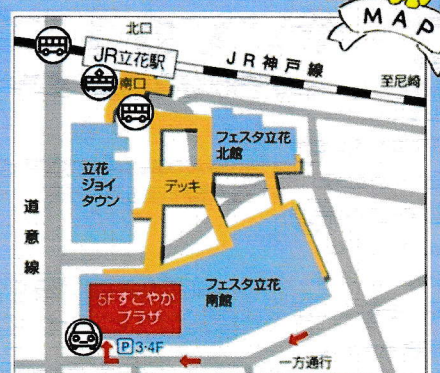 MAP
北口
JR立花駅
JR神戸線
南口
至尼崎
フェスタ立花
北館
立花
ジョイ
タウン
デッキ
道意線
フェスタ立花
南館
5Fすこやか
プラザ
P3・4F
一方通行